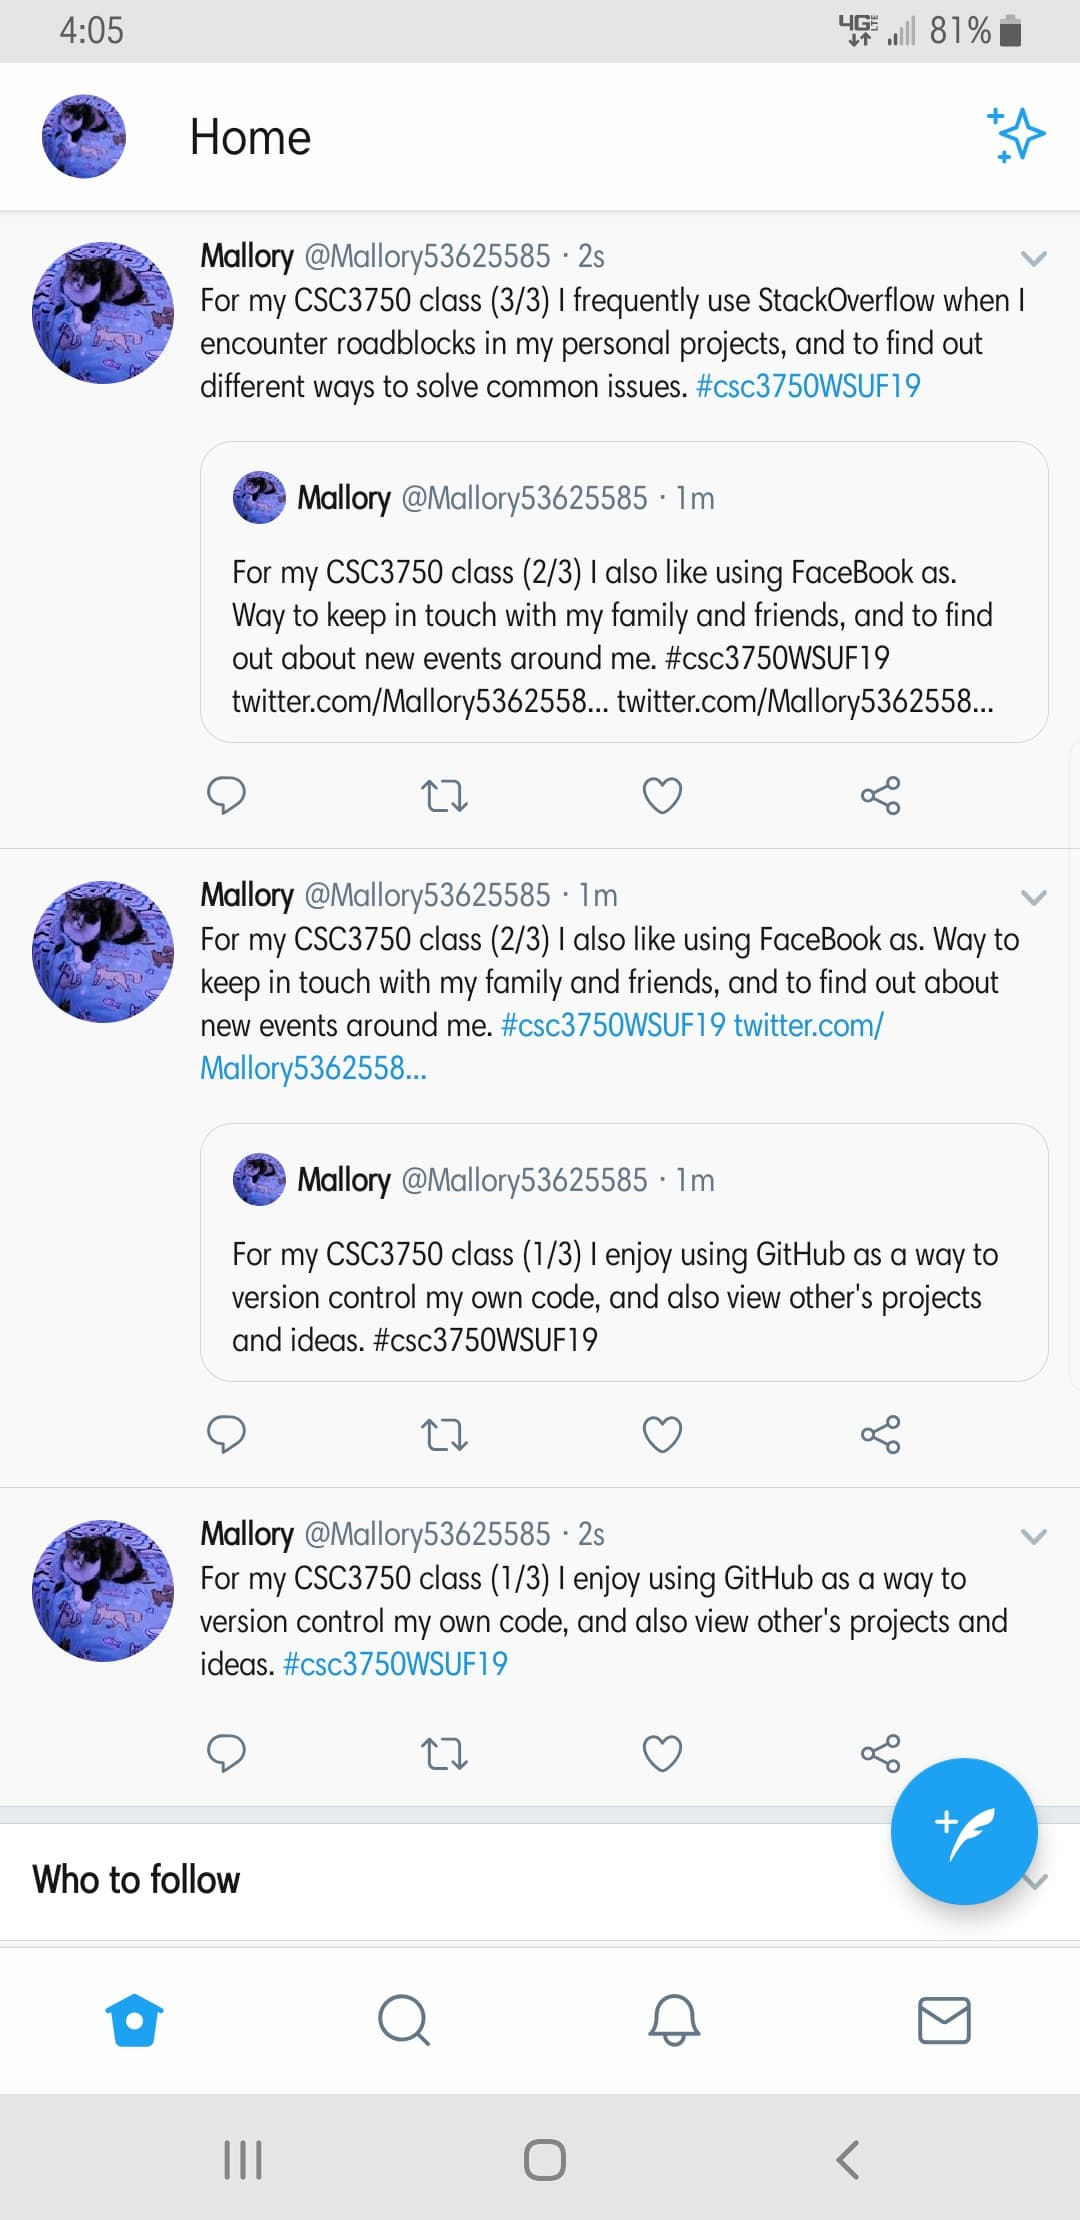 4:05
4G LTE 81%
Home
Mallory @Mallory53625585 · 2s
For my CSC3750 class (3/3) I frequently use StackOverflow when I
encounter roadblocks in my personal projects, and to find out
different ways to solve common issues. #csc3750WSUF19
Mallory @Mallory53625585 · 1m
For my CSC3750 class (2/3) I also like using FaceBook as.
Way to keep in touch with my family and friends, and to find
out about new events around me. #csc3750WSUF19
twitter.com/Mallory5362558... twitter.com/Mallory5362558...
Mallory @Mallory53625585 · 1m
For my CSC3750 class (2/3) I also like using FaceBook as. Way to
keep in touch with my family and friends, and to find out about
new events around me. #csc3750WSUF19 twitter.com/
Mallory5362558...
Mallory @Mallory53625585 · 1m
For my CSC3750 class (1/3) I enjoy using GitHub as a way to
version control my own code, and also view other's projects
and ideas. #csc3750WSUF19
Mallory @Mallory53625585 · 2s
For my CSC3750 class (1/3) I enjoy using GitHub as a way to
version control my own code, and also view other's projects and
ideas. #csc3750WSUF19
Who to follow